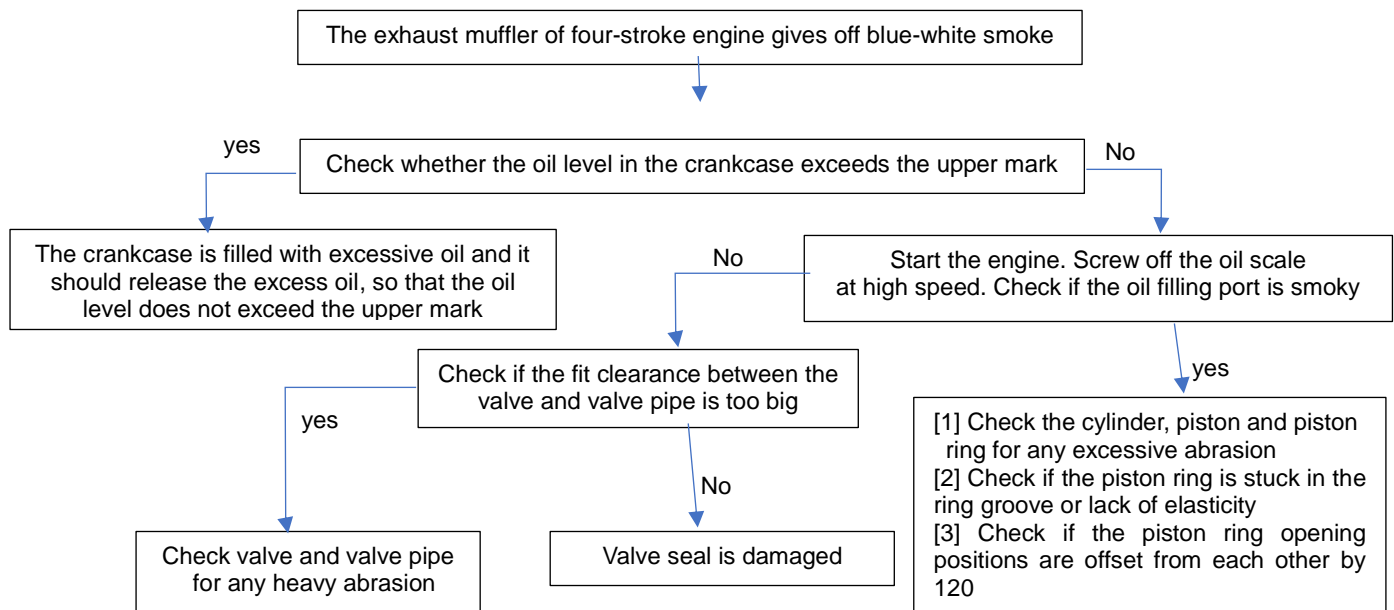 The exhaust muffler of four-stroke engine gives off blue-white smoke
yes
Check whether the oil level in the crankcase exceeds the upper mark
No
The crankcase is filled with excessive oil and it
should release the excess oil, so that the oil
level does not exceed the upper mark
No
Start the engine. Screw off the oil scale
at high speed. Check if the oil filling port is smoky
Check if the fit clearance between the
valve and valve pipe is too big
yes
yes
[1] Check the cylinder, piston and piston
ring for any excessive abrasion
[2] Check if the piston ring is stuck in the
ring groove or lack of elasticity
[3] Check if the piston ring opening
positions are offset from each other by
120
No
Check valve and valve pipe
for any heavy abrasion
Valve seal is damaged